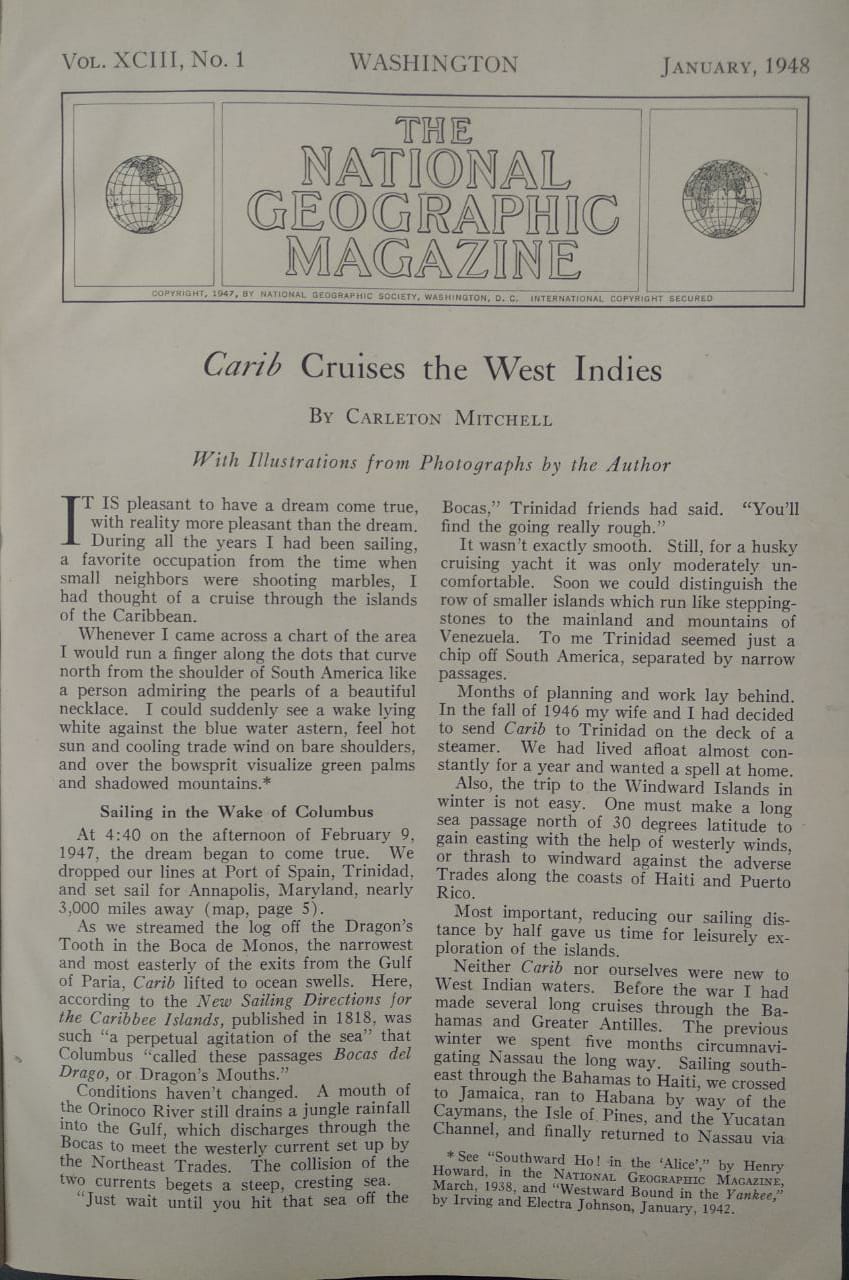 VOL. XCIII, No. 1 WASHINGTON JANUARY, 1948
THE
NATIONAL
GEOGRAPHIC
MAGAZINE
COPYRIGHT, 1947, BY NATIONAL GEOGRAPHIC SOCIETY, WASHINGTON, D. C. INTERNATIONAL COPYRIGHT SECURED
Carib Cruises the West Indies
BY CARLETON MITCHELL
With Illustrations from Photographs by the Author
IT IS pleasant to have a dream come true,
with reality more pleasant than the dream.
During all the years I had been sailing,
a favorite occupation from the time when
small neighbors were shooting marbles, I
had thought of a cruise through the islands
of the Caribbean.
Whenever I came across a chart of the area
I would run a finger along the dots that curve
north from the shoulder of South America like
a person admiring the pearls of a beautiful
necklace. I could suddenly see a wake lying
white against the blue water astern, feel hot
sun and cooling trade wind on bare shoulders,
and over the bowsprit visualize green palms
and shadowed mountains.*
Sailing in the Wake of Columbus
At 4:40 on the afternoon of February 9,
1947, the dream began to come true. We
dropped our lines at Port of Spain, Trinidad,
and set sail for Annapolis, Maryland, nearly
3,000 miles away (map, page 5).
As we streamed the log off the Dragon's
Tooth in the Boca de Monos, the narrowest
and most easterly of the exits from the Gulf
of Paria, Carib lifted to ocean swells. Here,
according to the New Sailing Directions for
the Caribbee Islands, published in 1818, was
such "a perpetual agitation of the sea" that
Columbus "called these passages Bocas del
Drago, or Dragon's Mouths."
Conditions haven't changed. A mouth of
the Orinoco River still drains a jungle rainfall
into the Gulf, which discharges through the
Bocas to meet the westerly current set up by
the Northeast Trades. The collision of the
two currents begets a steep, cresting sea.
"Just wait until you hit that sea off the
Bocas," Trinidad friends had said. "You'll
find the going really rough."
It wasn't exactly smooth. Still, for a husky
cruising yacht it was only moderately un-
comfortable. Soon we could distinguish the
row of smaller islands which run like stepping-
stones to the mainland and mountains of
Venezuela. To me Trinidad seemed just a
chip off South America, separated by narrow
passages.
Months of planning and work lay behind.
In the fall of 1946 my wife and I had decided
to send Carib to Trinidad on the deck of a
steamer. We had lived afloat almost con-
stantly for a year and wanted a spell at home.
Also, the trip to the Windward Islands in
winter is not easy. One must make a long
sea passage north of 30 degrees latitude to
gain easting with the help of westerly winds,
or thrash to windward against the adverse
Trades along the coasts of Haiti and Puerto
Rico.
Most important, reducing our sailing dis-
tance by half gave us time for leisurely ex-
ploration of the islands.
Neither Carib nor ourselves were new to
West Indian waters. Before the war I had
made several long cruises through the Ba-
hamas and Greater Antilles. The previous
winter we spent five months circumnavi-
gating Nassau the long way. Sailing south-
east through the Bahamas to Haiti, we crossed
to Jamaica, ran to Habana by way of the
Caymans, the Isle of Pines, and the Yucatan
Channel, and finally returned to Nassau via
* See "Southward Ho! in the 'Alice'," by Henry
Howard, in the NATIONAL GEOGRAPHIC MAGAZINE,
March, 1938, and "Westward Bound in the Yankee,"
by Irving and Electra Johnson, January, 1942.